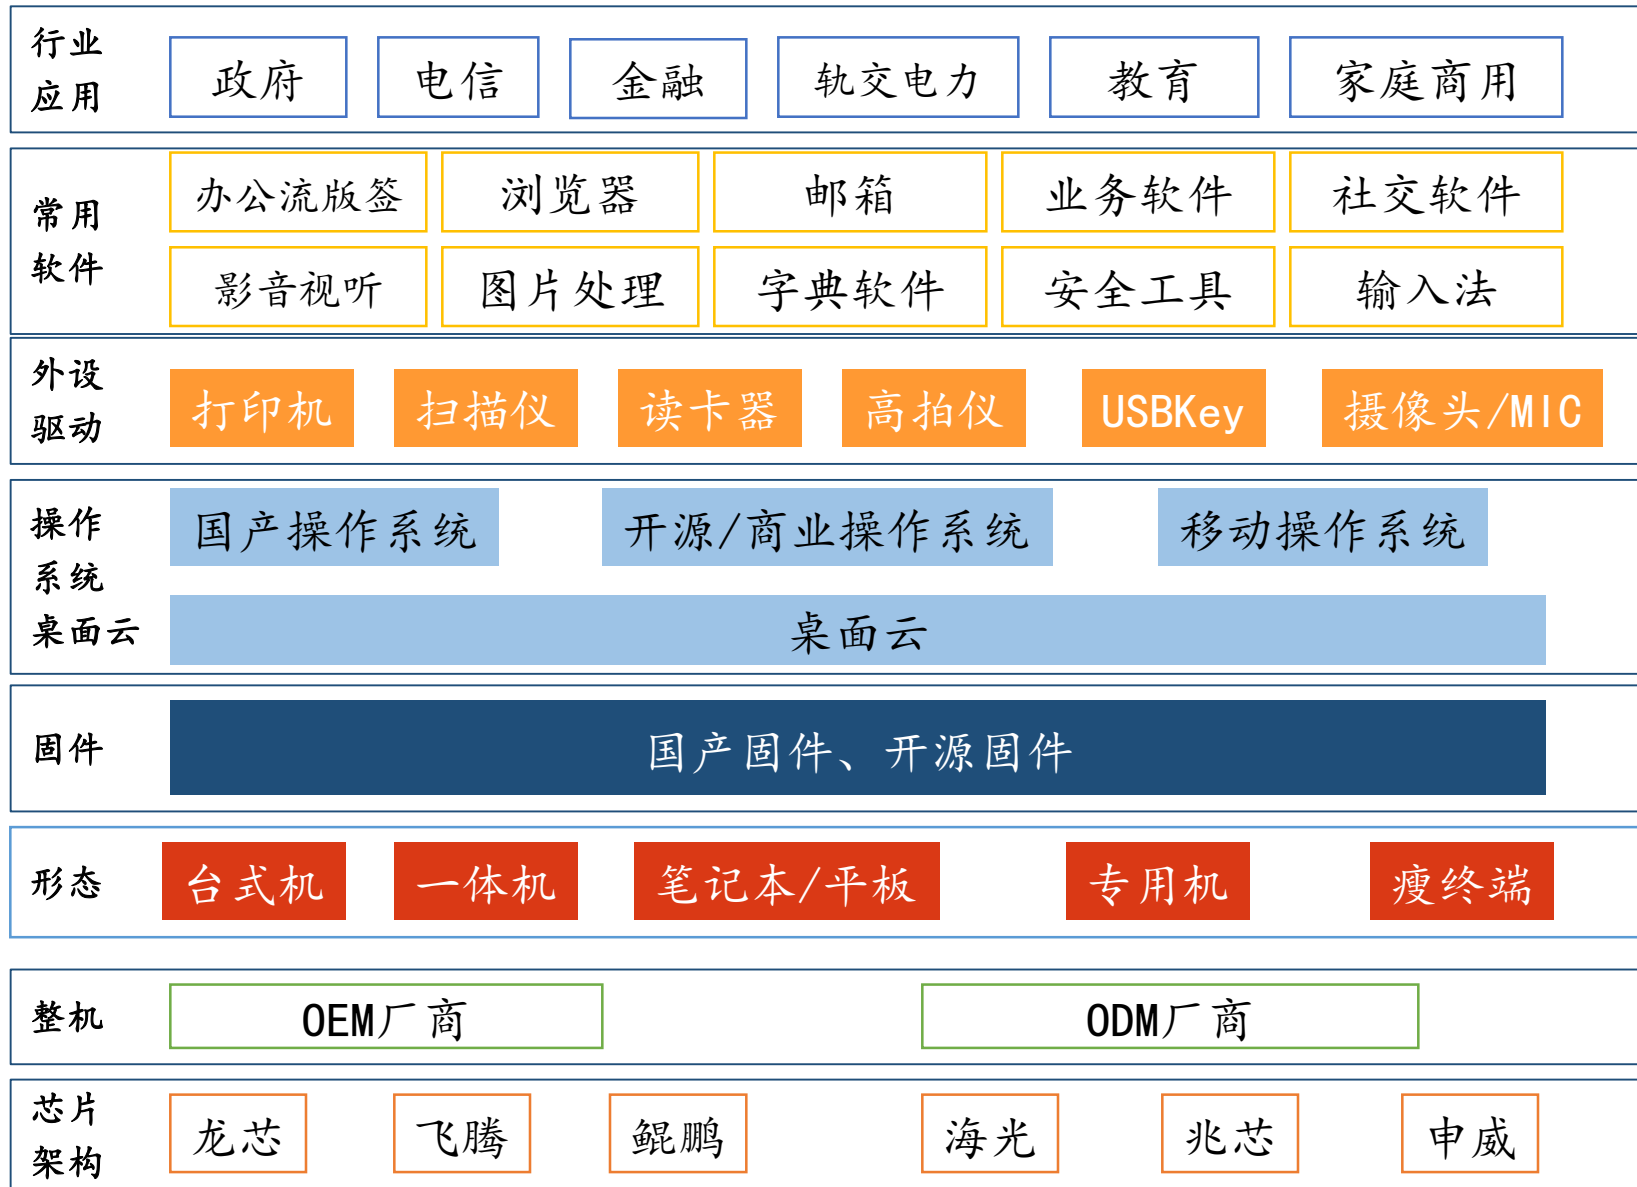 行业
应用
政府 电信 金融 轨交电力 教育 家庭商用
常用
软件
办公流版签 浏览器 邮箱 业务软件 社交软件
影音视听 图片处理 字典软件 安全工具 输入法
外设
驱动
打印机 扫描仪 读卡器 高拍仪 USBKey 摄像头/MIC
操作
系统
桌面云
国产操作系统 开源/商业操作系统 移动操作系统
桌面云
固件
国产固件、开源固件
形态
台式机 一体机 笔记本/平板 专用机 瘦终端
整机
OEM厂商 ODM厂商
芯片
架构
龙芯 飞腾 鲲鹏 海光 兆芯 申威